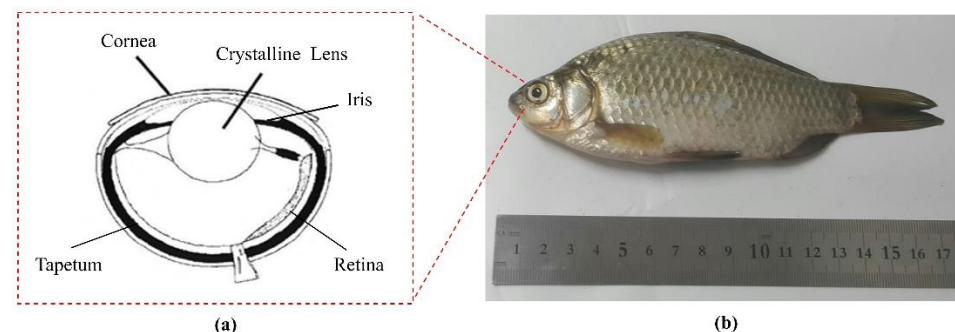 Cornea
Crystalline Lens
Iris
Tapetum
Retina
(a)
1 2 3 4 5 6 7 8 9 10 11 12 13 14 15 16 17
(b)